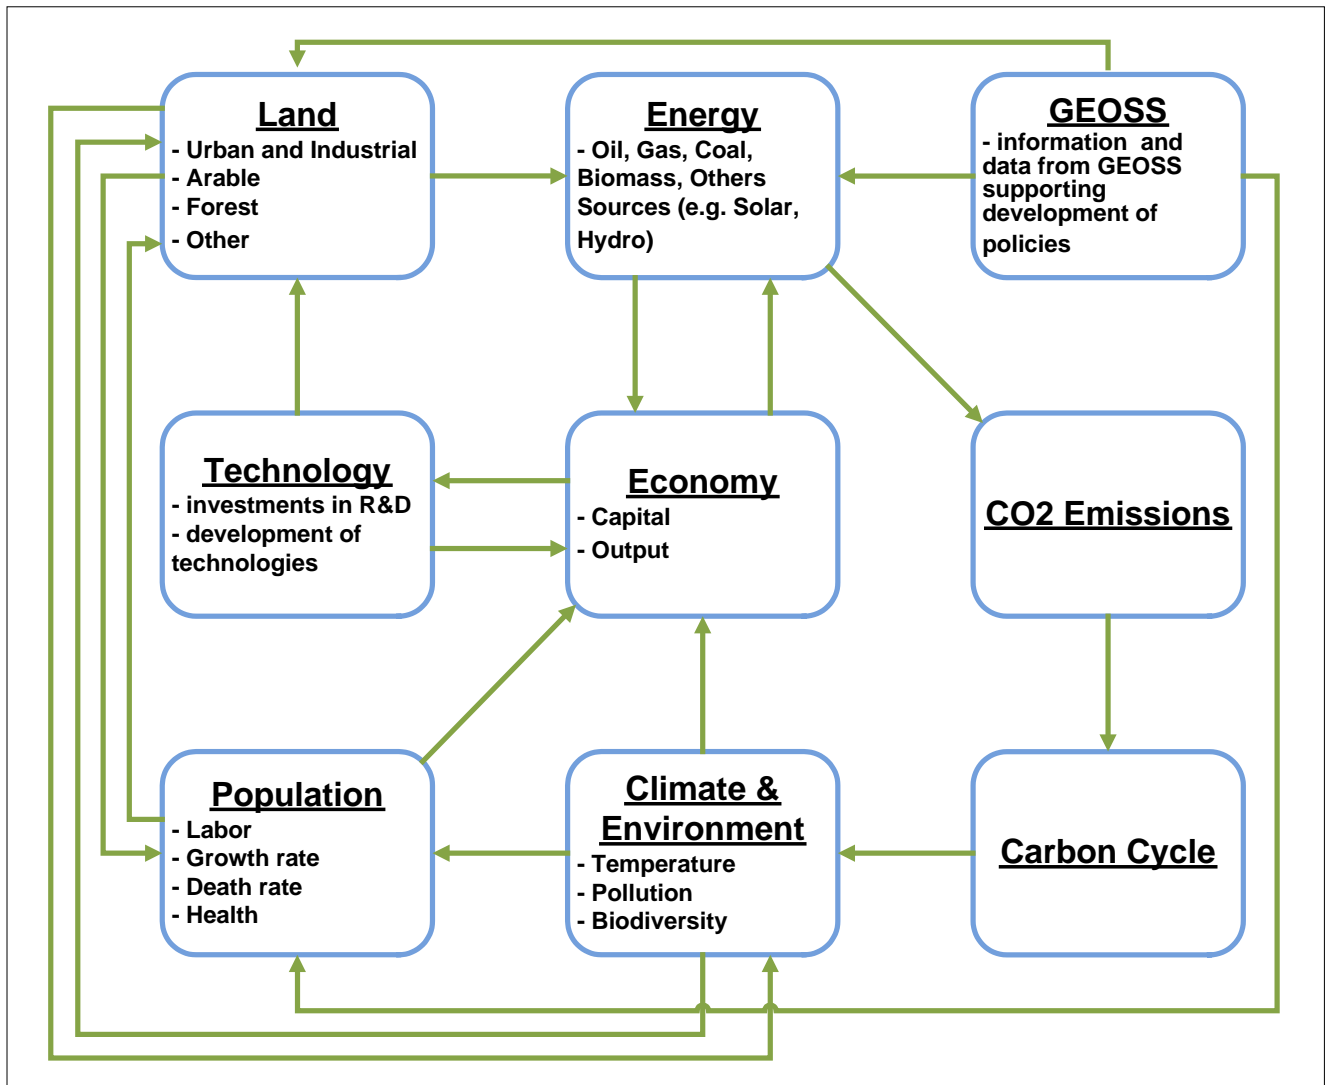 Land
- Urban and Industrial
- Arable
- Forest
- Other
Energy
- Oil, Gas, Coal,
Biomass, Others
Sources (e.g. Solar,
Hydro)
GEOSS
- information  and
data from GEOSS
supporting
development of
policies
Technology
- investments in R&D
- development of
technologies
Economy
- Capital
- Output
CO2 Emissions
Population
- Labor
- Growth rate
- Death rate
- Health
Climate &
Environment
- Temperature
- Pollution
- Biodiversity
Carbon Cycle